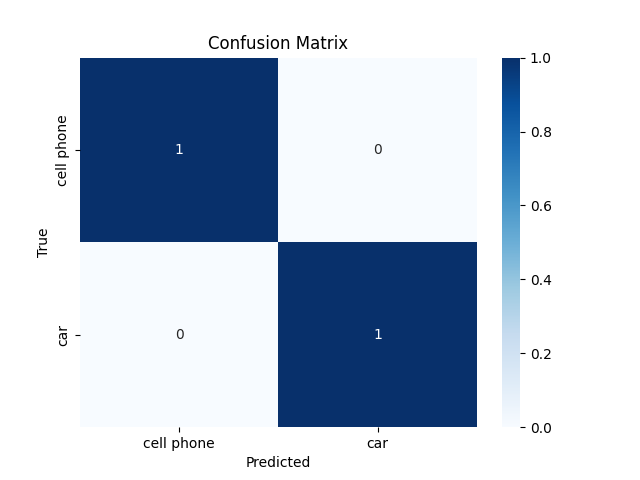 Confusion Matrix
1.0
0.8
0.6
0.4
0.2
0.0
True
cell phone
car
1
0
0
1
cell phone
car
Predicted